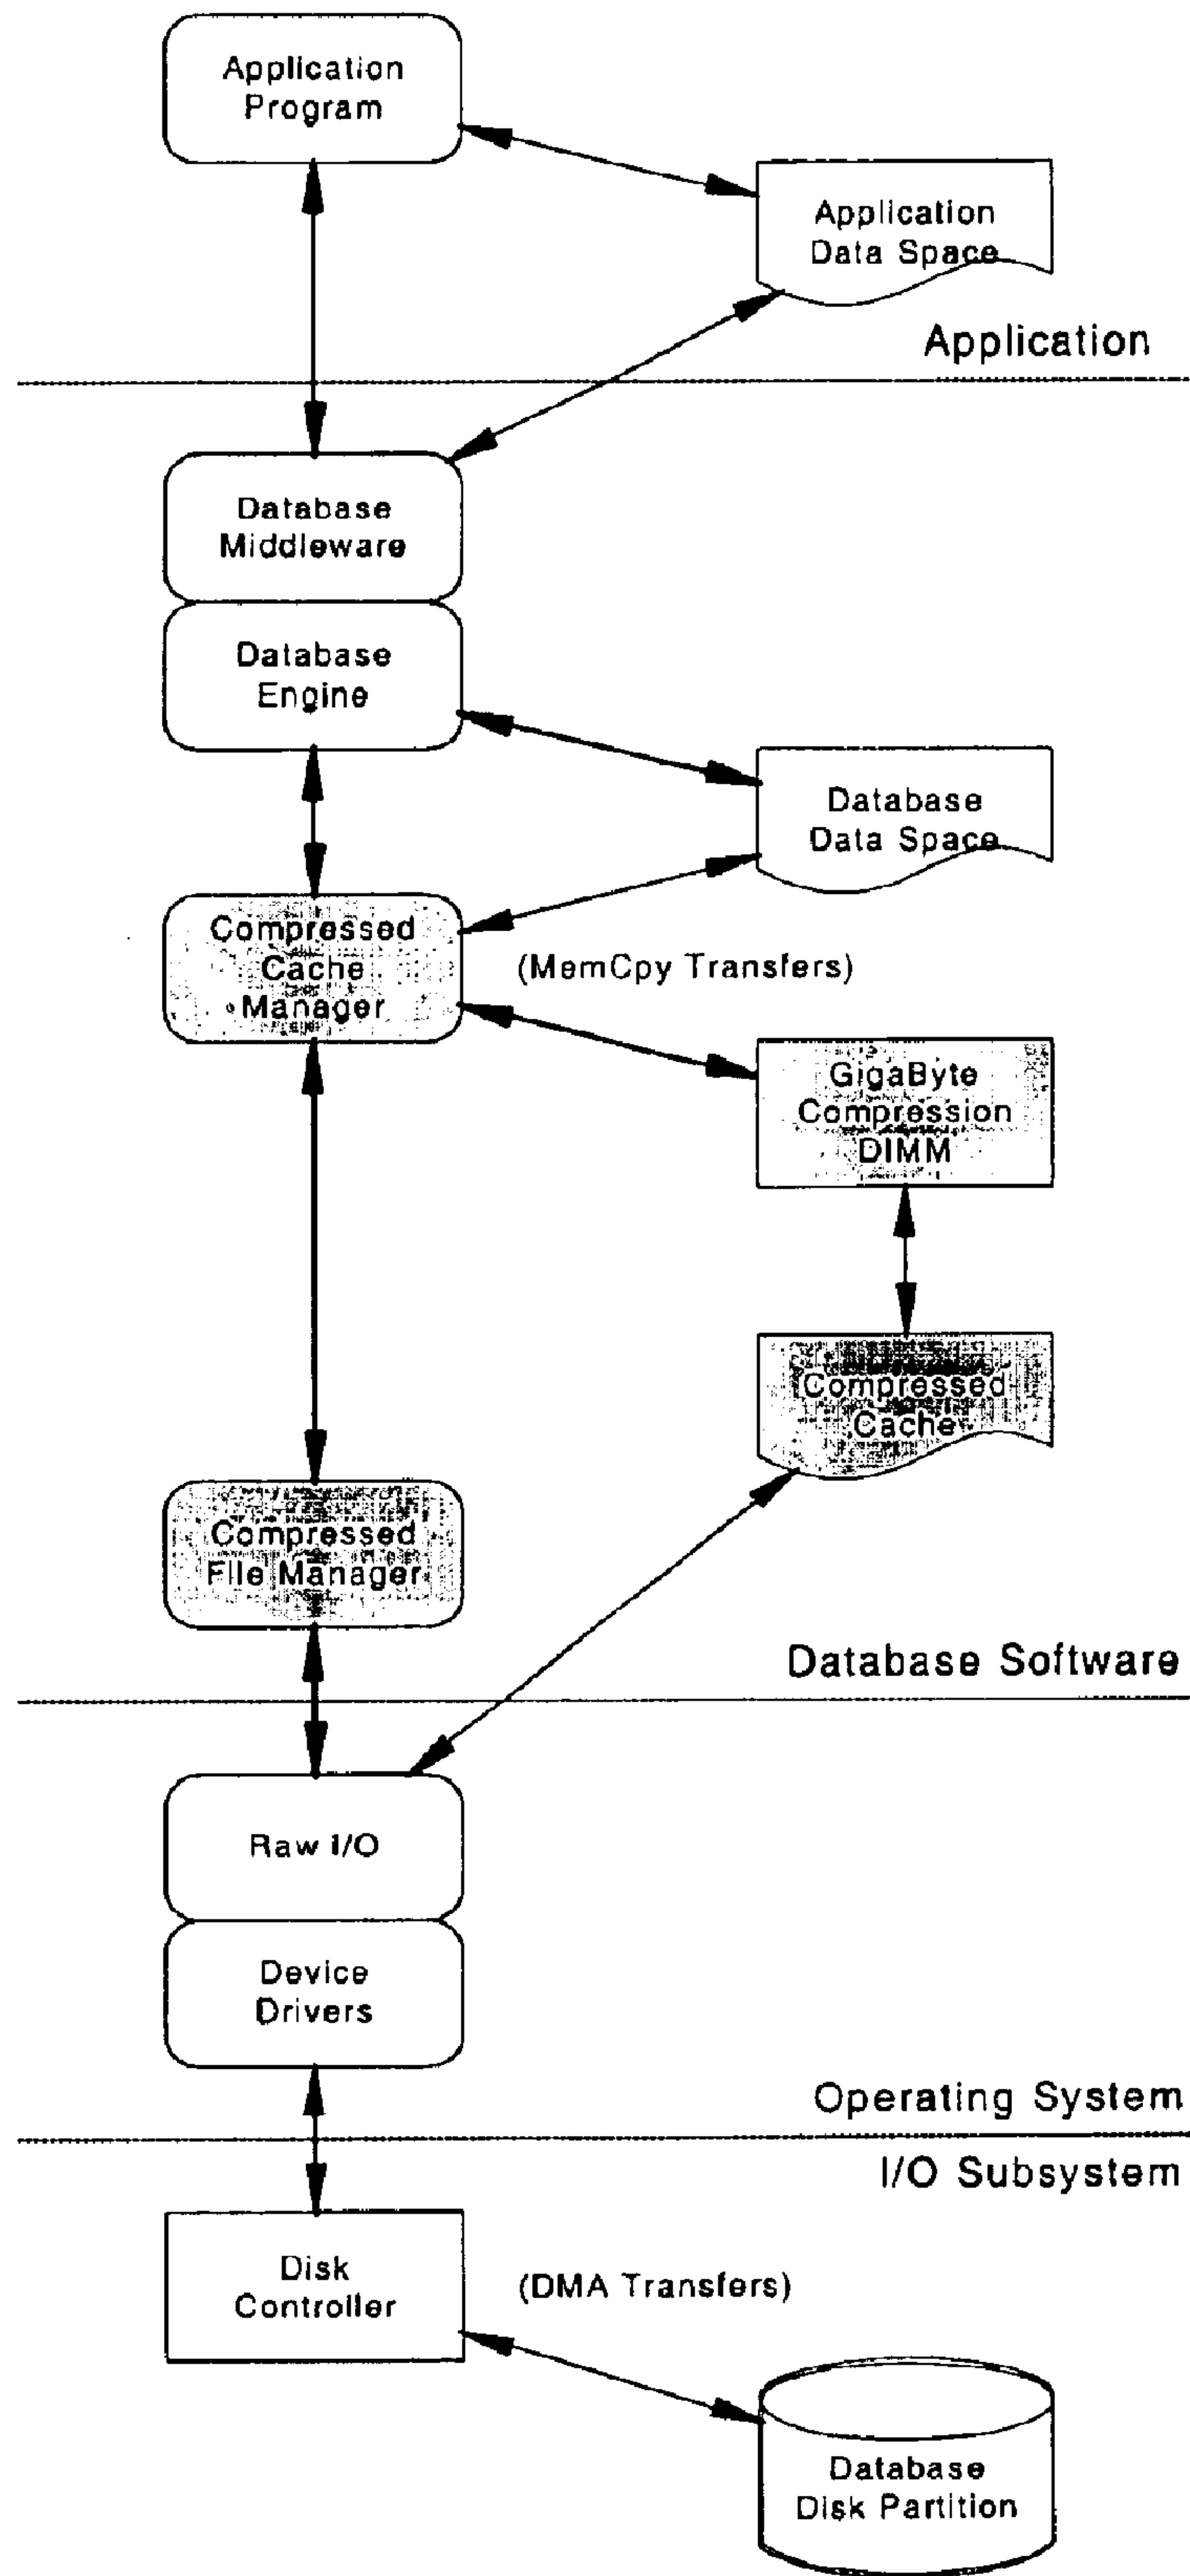 Application
Program
Application
Data Space
Application
Database
Middleware
Database
Engine
Database
Data Space
Compressed
Cache
Manager
(MemCpy Transfers)
GigaByte
Compression
DIMM
Compressed
Cache
Compressed
File Manager
Database Software
Raw I/O
Device
Drivers
Operating System
I/O Subsystem
Disk
Controller
(DMA Transfers)
Database
Disk Partition